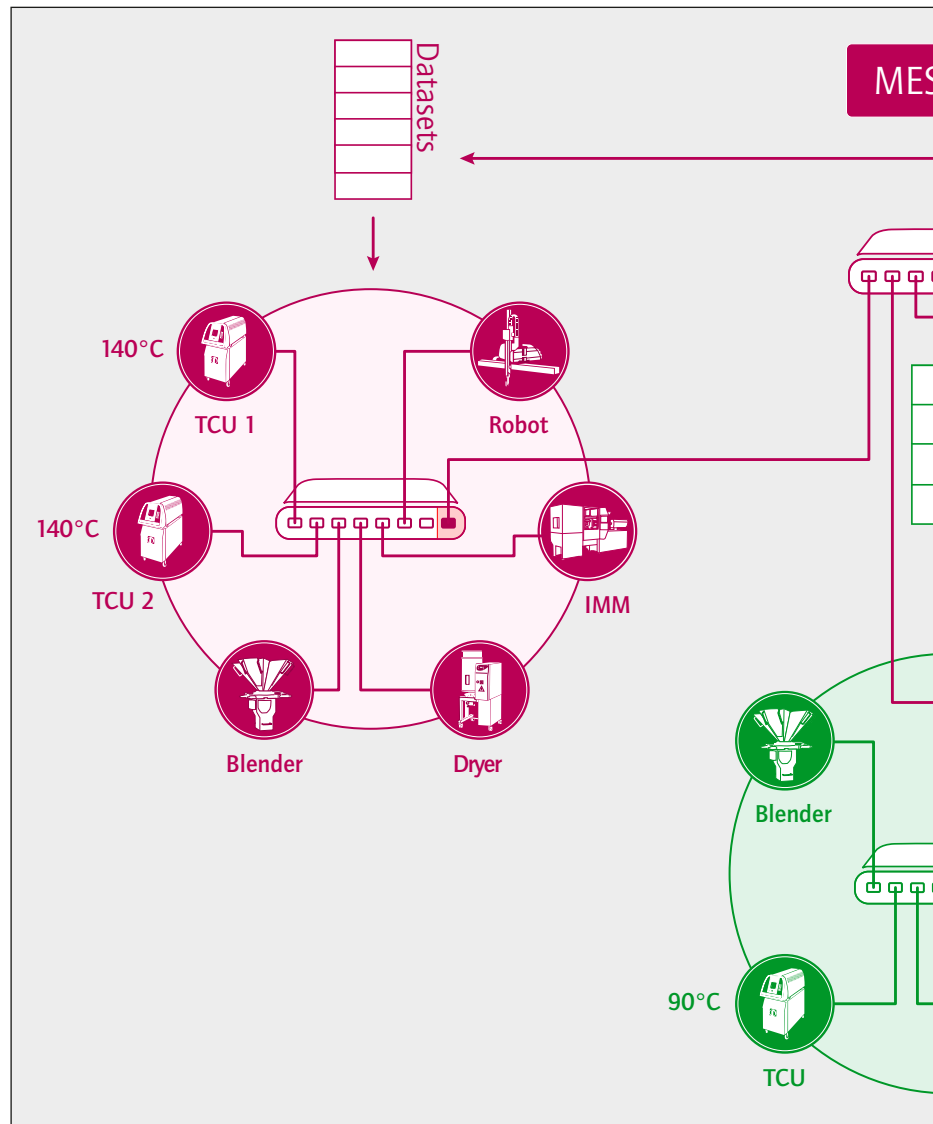 Datasets
MES
140°C
TCU 1
Robot
140°C
TCU 2
IMM
Blender
Dryer
Blender
90°C
TCU